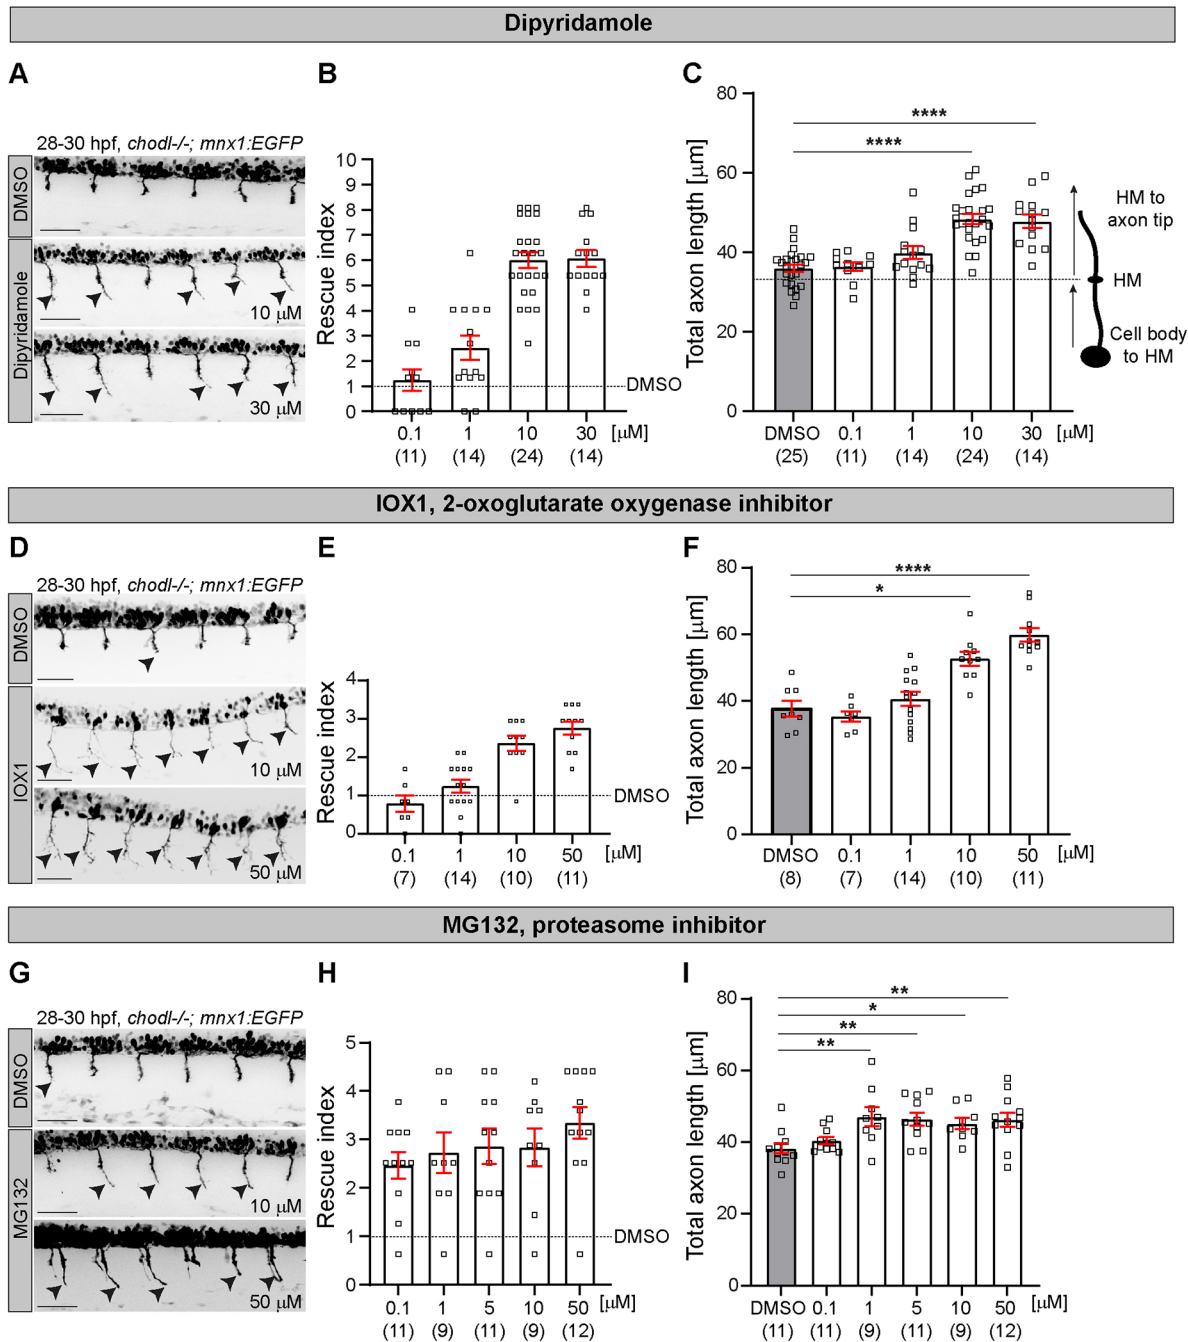 Dipyridamole
A
B
C
28-30 hpf, chodl-/-; mnx1:EGFP
DMSO
Dipyridamole
10 µM
30 µM
Rescue index
10
9
8
7
6
5
4
3
2
1
0
DMSO
0.1 1 10 30 [µM]
(11) (14) (24) (14)
Total axon length [µm]
80
60
40
20
0
****
****
HM to
axon tip
HM
Cell body
to HM
DMSO 0.1 1 10 30 [µM]
(25) (11) (14) (24) (14)
IOX1, 2-oxoglutarate oxygenase inhibitor
D
E
F
28-30 hpf, chodl-/-; mnx1:EGFP
DMSO
IOX1
10 µM
50 µM
Rescue index
4
3
2
1
0
DMSO
0.1 1 10 50 [µM]
(7) (14) (10) (11)
Total axon length [µm]
80
60
40
20
0
****
*
DMSO 0.1 1 10 50 [µM]
(8) (7) (14) (10) (11)
MG132, proteasome inhibitor
G
H
I
28-30 hpf, chodl-/-; mnx1:EGFP
DMSO
MG132
10 µM
50 µM
Rescue index
5
4
3
2
1
0
DMSO
0.1 1 5 10 50 [µM]
(11) (9) (11) (9) (12)
Total axon length [µm]
80
60
40
20
0
**
*
**
**
DMSO 0.1 1 5 10 50 [µM]
(11) (11) (9) (11) (9) (12)